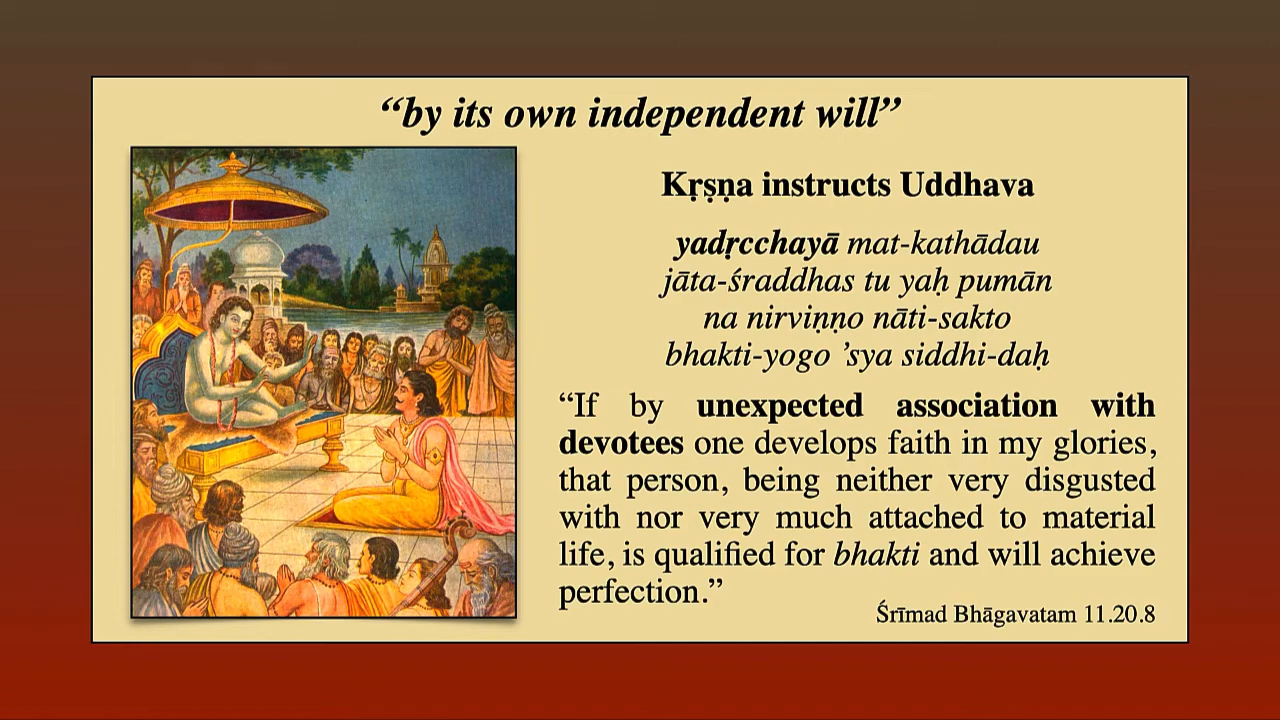 “by its own independent will”
Kṛṣṇa instructs Uddhava
yadṛcchayā mat-kathādau
jāta-śraddhas tu yaḥ pumān
na nirviṇṇo nāti-sakto
bhakti-yogo ’sya siddhi-daḥ
“If by unexpected association with
devotees one develops faith in my glories,
that person, being neither very disgusted
with nor very much attached to material
life, is qualified for bhakti and will achieve
perfection.”
Śrīmad Bhāgavatam 11.20.8